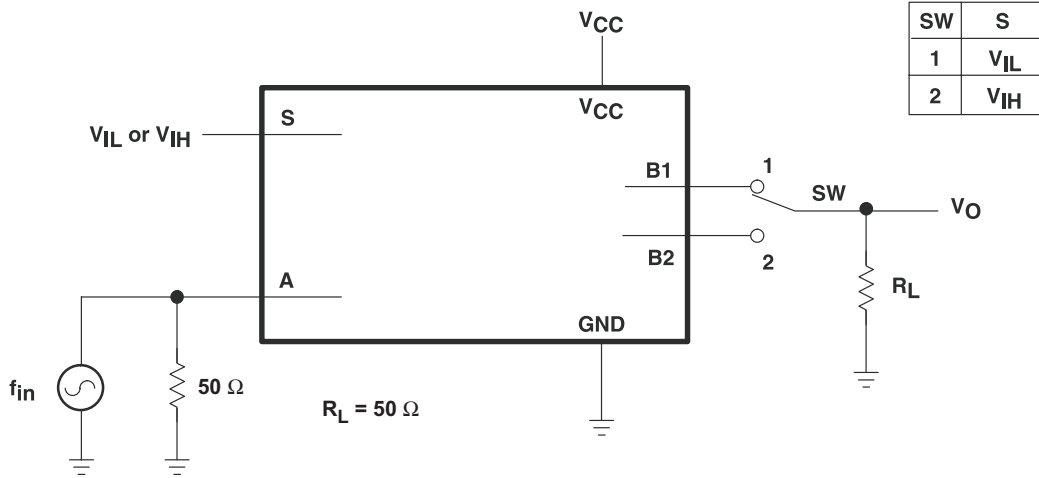 VCC
SW S
1 VIL
2 VIH
VCC
S
VIL or VIH
B1
1
SW
VO
B2
2
A
RL
GND
fin
50 Ω
RL = 50 Ω